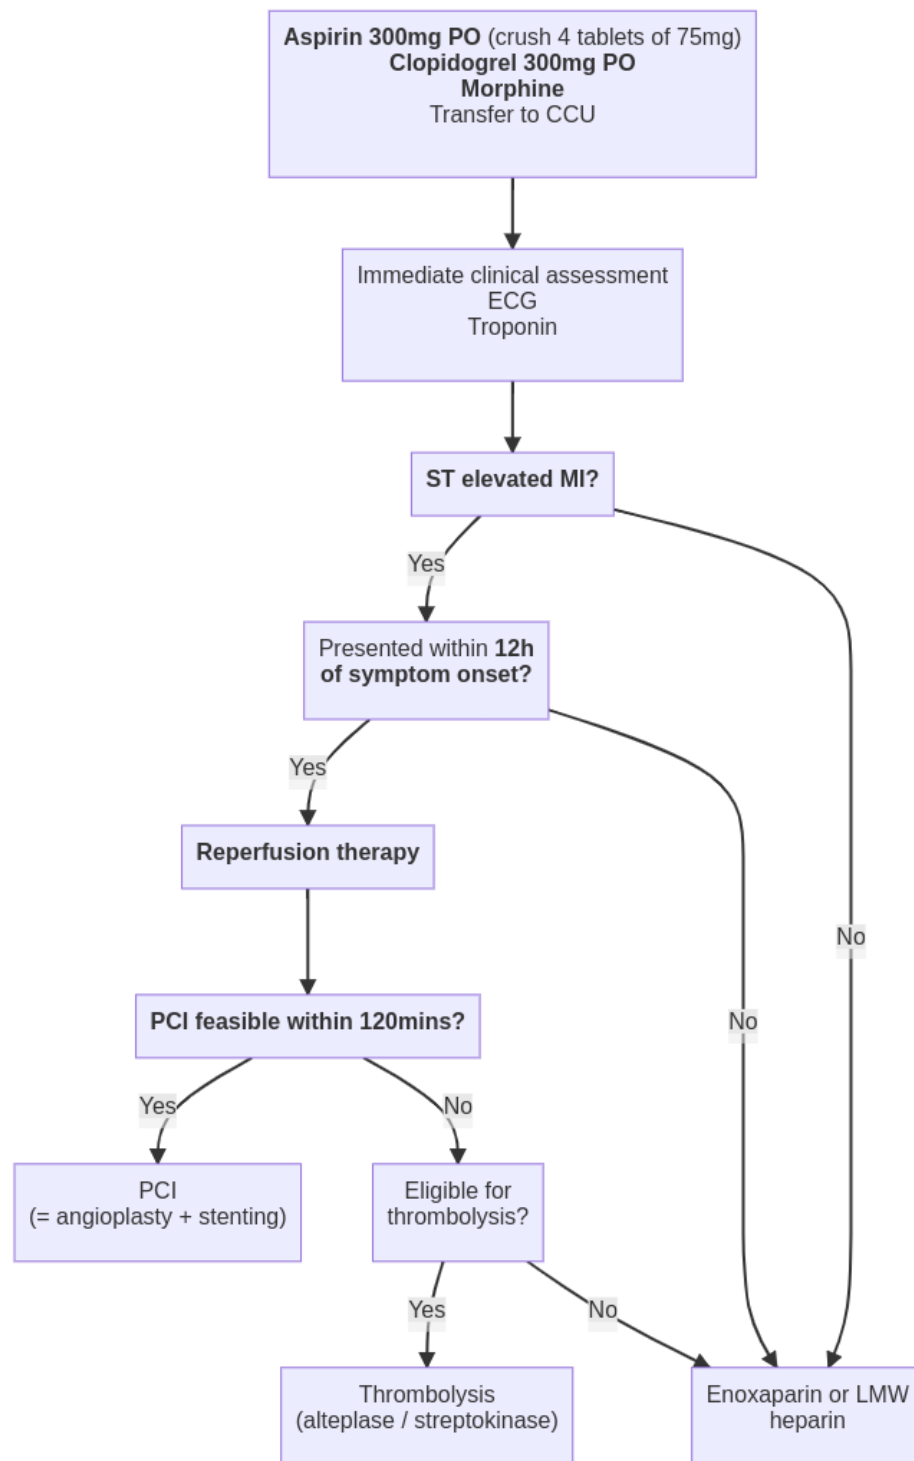 Aspirin 300mg PO (crush 4 tablets of 75mg)
Clopidogrel 300mg PO
Morphine
Transfer to CCU
Immediate clinical assessment
ECG
Troponin
ST elevated MI?
Yes
Presented within 12h
of symptom onset?
Yes
Reperfusion therapy
No
PCI feasible within 120mins?
No
Yes
No
PCI
(= angioplasty + stenting)
Eligible for
thrombolysis?
Yes
No
Thrombolysis
(alteplase / streptokinase)
Enoxaparin or LMW
heparin